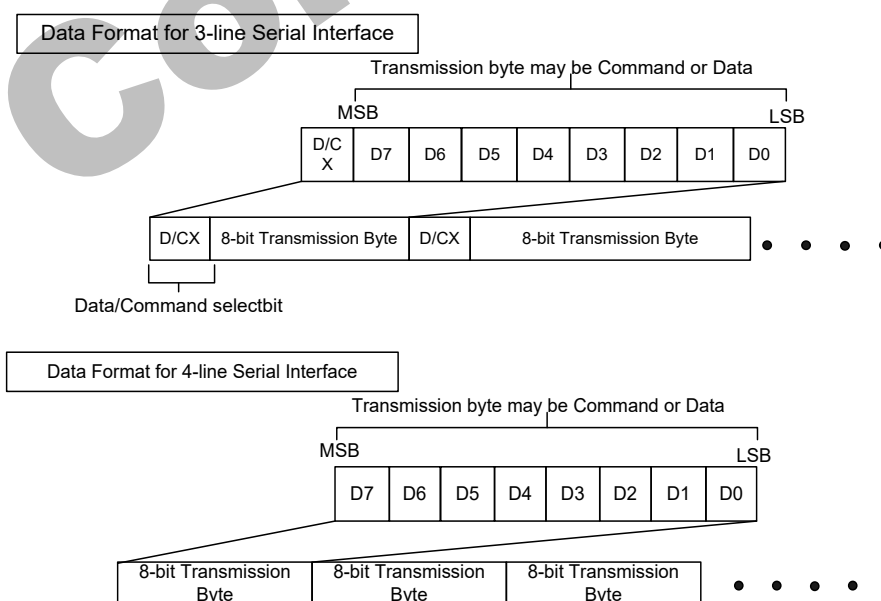 Data Format for 3-line Serial Interface
Transmission byte may be Command or Data
MSB
LSB
D/C
X
D7 D6 D5 D4 D3 D2 D1 D0
D/CX 8-bit Transmission Byte D/CX 8-bit Transmission Byte
Data/Command selectbit
Data Format for 4-line Serial Interface
Transmission byte may be Command or Data
MSB
LSB
D7 D6 D5 D4 D3 D2 D1 D0
8-bit Transmission 8-bit Transmission 8-bit Transmission
Byte Byte Byte